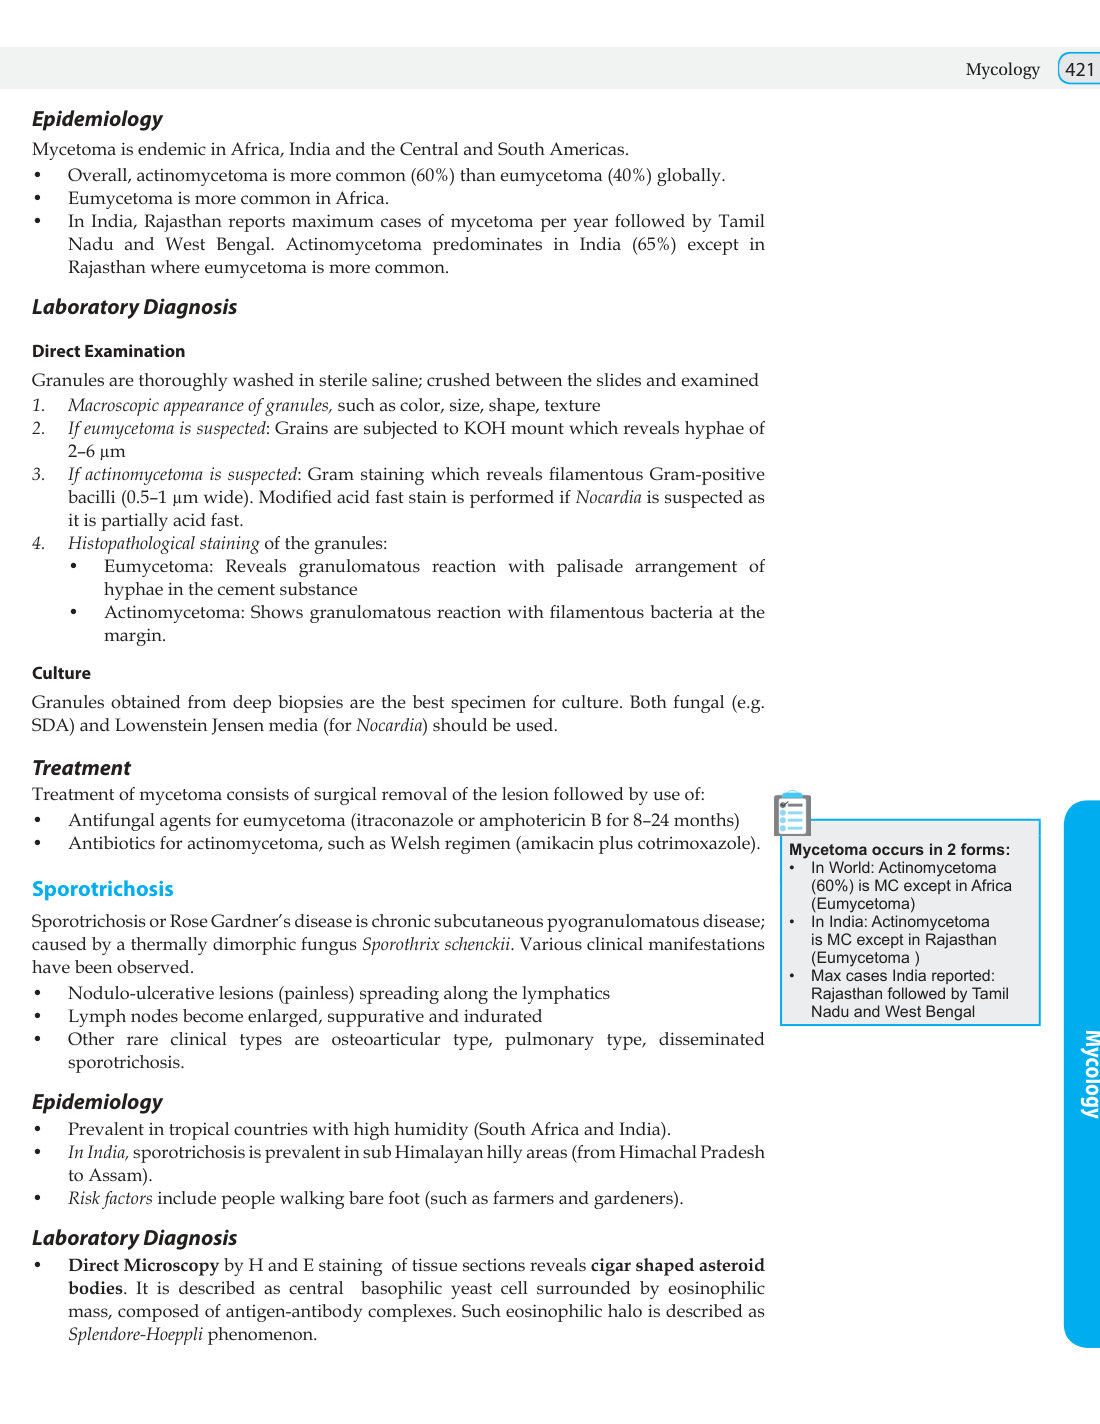 Mycology 421
Epidemiology
Mycetoma is endemic in Africa, India and the Central and South Americas.
• Overall, actinomycetoma is more common (60%) than eumycetoma (40%) globally.
• Eumycetoma is more common in Africa.
• In India, Rajasthan reports maximum cases of mycetoma per year followed by Tamil
Nadu and West Bengal. Actinomycetoma predominates in India (65%) except in
Rajasthan where eumycetoma is more common.
Laboratory Diagnosis
Direct Examination
Granules are thoroughly washed in sterile saline; crushed between the slides and examined
1. Macroscopic appearance of granules, such as color, size, shape, texture
2. If eumycetoma is suspected: Grains are subjected to KOH mount which reveals hyphae of
2–6 µm
3. If actinomycetoma is suspected: Gram staining which reveals filamentous Gram-positive
bacilli (0.5–1 µm wide). Modified acid fast stain is performed if Nocardia is suspected as
it is partially acid fast.
4. Histopathological staining of the granules:
• Eumycetoma: Reveals granulomatous reaction with palisade arrangement of
hyphae in the cement substance
• Actinomycetoma: Shows granulomatous reaction with filamentous bacteria at the
margin.
Culture
Granules obtained from deep biopsies are the best specimen for culture. Both fungal (e.g.
SDA) and Lowenstein Jensen media (for Nocardia) should be used.
Treatment
Treatment of mycetoma consists of surgical removal of the lesion followed by use of:
• Antifungal agents for eumycetoma (itraconazole or amphotericin B for 8–24 months)
• Antibiotics for actinomycetoma, such as Welsh regimen (amikacin plus cotrimoxazole).
Sporotrichosis
Sporotrichosis or Rose Gardner's disease is chronic subcutaneous pyogranulomatous disease;
caused by a thermally dimorphic fungus Sporothrix schenckii. Various clinical manifestations
have been observed.
• Nodulo-ulcerative lesions (painless) spreading along the lymphatics
• Lymph nodes become enlarged, suppurative and indurated
• Other rare clinical types are osteoarticular type, pulmonary type, disseminated
sporotrichosis.
Epidemiology
• Prevalent in tropical countries with high humidity (South Africa and India).
• In India, sporotrichosis is prevalent in sub Himalayan hilly areas (from Himachal Pradesh
to Assam).
• Risk factors include people walking bare foot (such as farmers and gardeners).
Laboratory Diagnosis
• Direct Microscopy by H and E staining of tissue sections reveals cigar shaped asteroid
bodies. It is described as central basophilic yeast cell surrounded by eosinophilic
mass, composed of antigen-antibody complexes. Such eosinophilic halo is described as
Splendore-Hoeppli phenomenon.
Mycetoma occurs in 2 forms:
• In World: Actinomycetoma
(60%) is MC except in Africa
(Eumycetoma)
• In India: Actinomycetoma
is MC except in Rajasthan
(Eumycetoma )
• Max cases India reported:
Rajasthan followed by Tamil
Nadu and West Bengal
Mycology